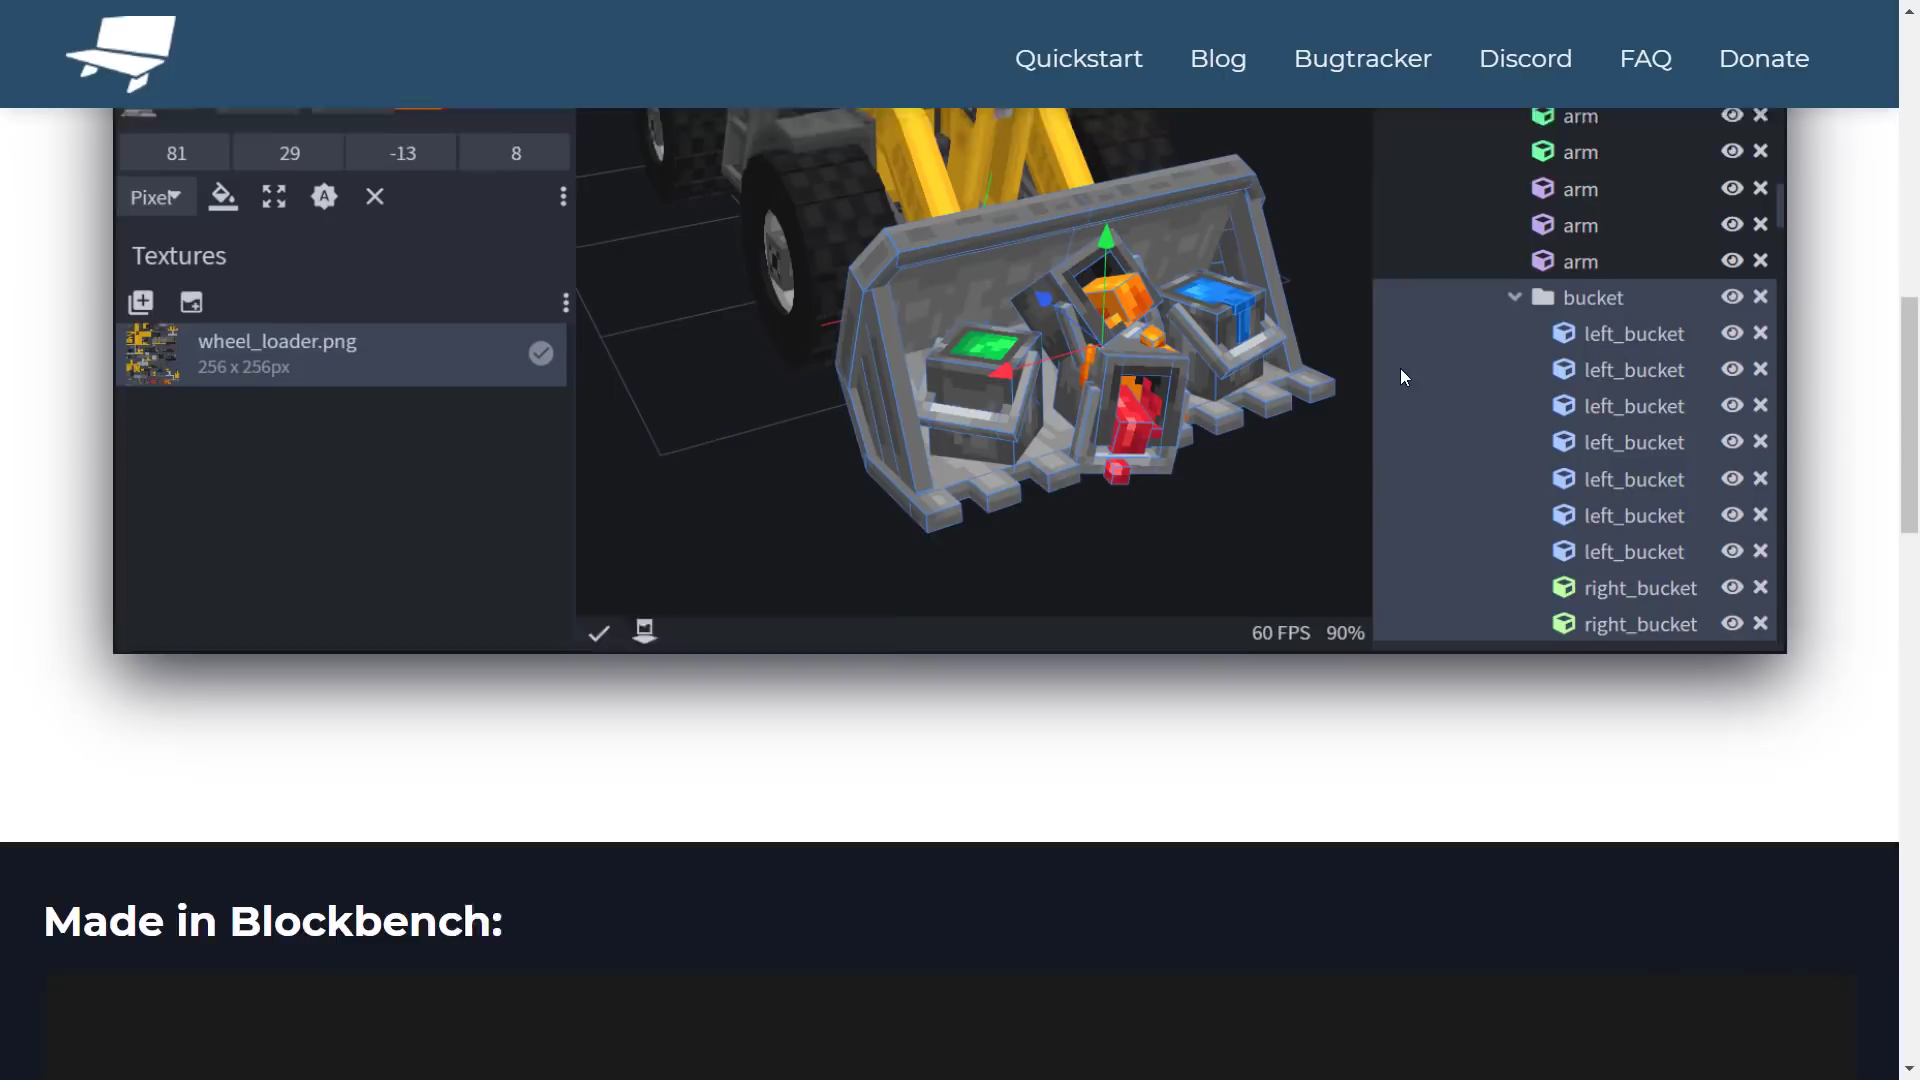 Quickstart Blog Bugtracker Discord FAQ Donate
81 29 -13 8
Pixel
Textures
wheel_loader.png
256 x 256px
60 FPS 90%
arm
arm
arm
arm
arm
bucket
left_bucket
left_bucket
left_bucket
left_bucket
left_bucket
left_bucket
left_bucket
right_bucket
right_bucket
Made in Blockbench: